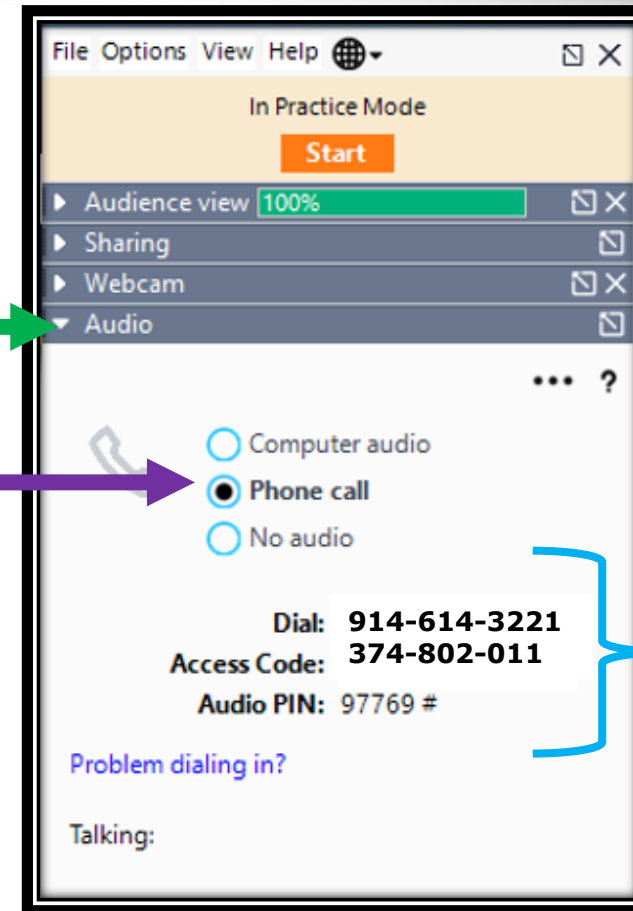 File Options View Help
In Practice Mode
Start
Audience view 100%
Sharing
Webcam
Audio
... ?
Computer audio
Phone call
No audio
Dial: 914-614-3221
Access Code: 374-802-011
Audio PIN: 97769 #
Problem dialing in?
Talking: